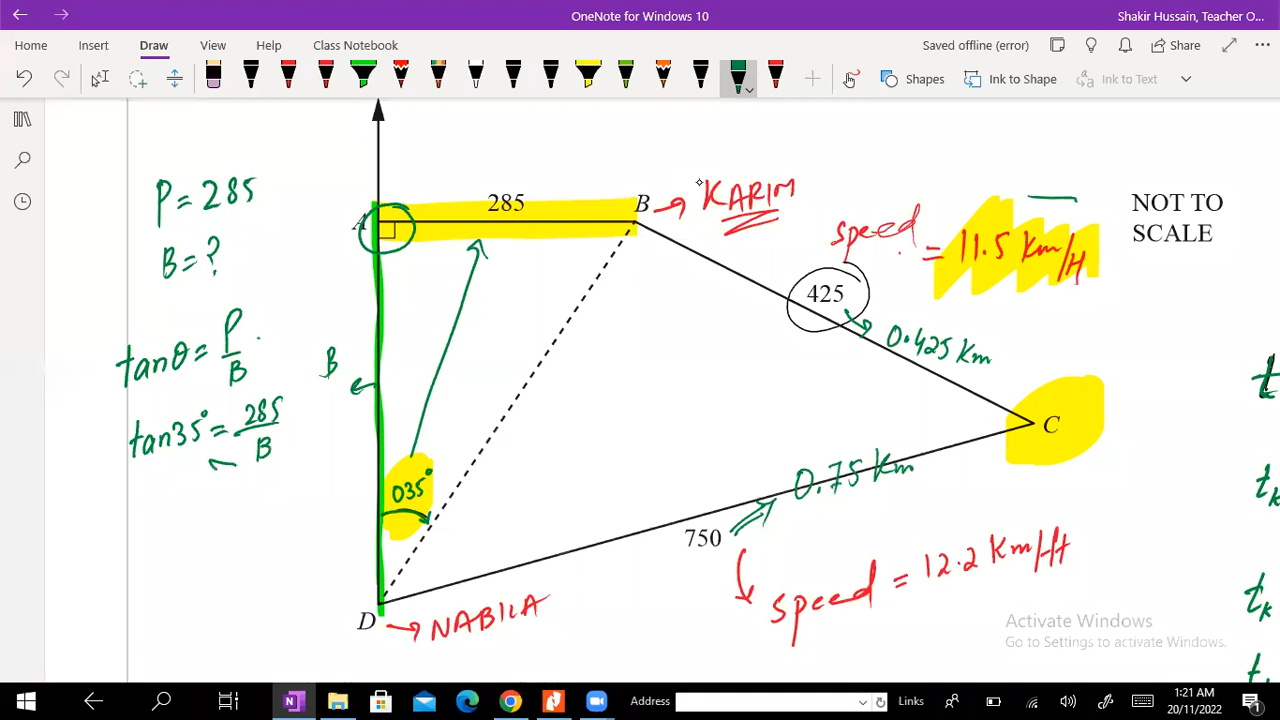 OneNote for Windows 10
Shakir Hussain, Teacher O...
Home Insert Draw View Help Class Notebook
Saved offline (error) Share
Shapes Ink to Shape Ink to Text
P = 285
B = ?
tanθ = P/B
tan35° = 285/B
B
A
285
B
KARIM
speed = 11.5 Km/H
NOT TO
SCALE
425
0.425 Km
C
035°
0.75 Km
750
speed = 12.2 Km/H
D
NABILA
t
tK
tK
t
Activate Windows
Go to Settings to activate Windows.
Address Links
1:21 AM
20/11/2022
1